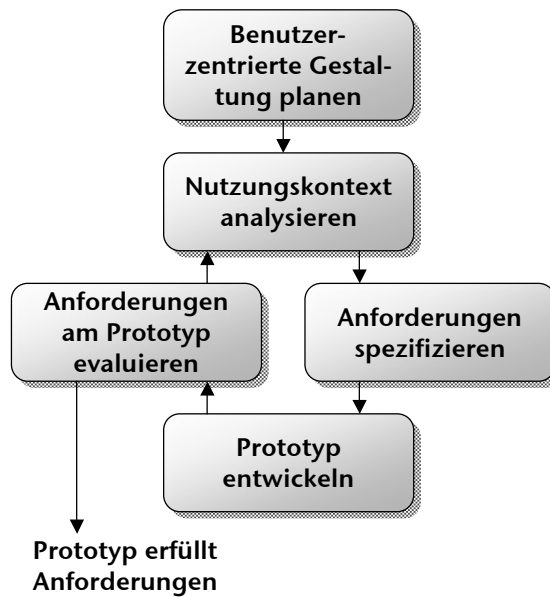 Benutzer-
zentrierte Gestal-
tung planen
Nutzungskontext
analysieren
Anforderungen
am Prototyp
evaluieren
Anforderungen
spezifizieren
Prototyp
entwickeln
Prototyp erfüllt
Anforderungen